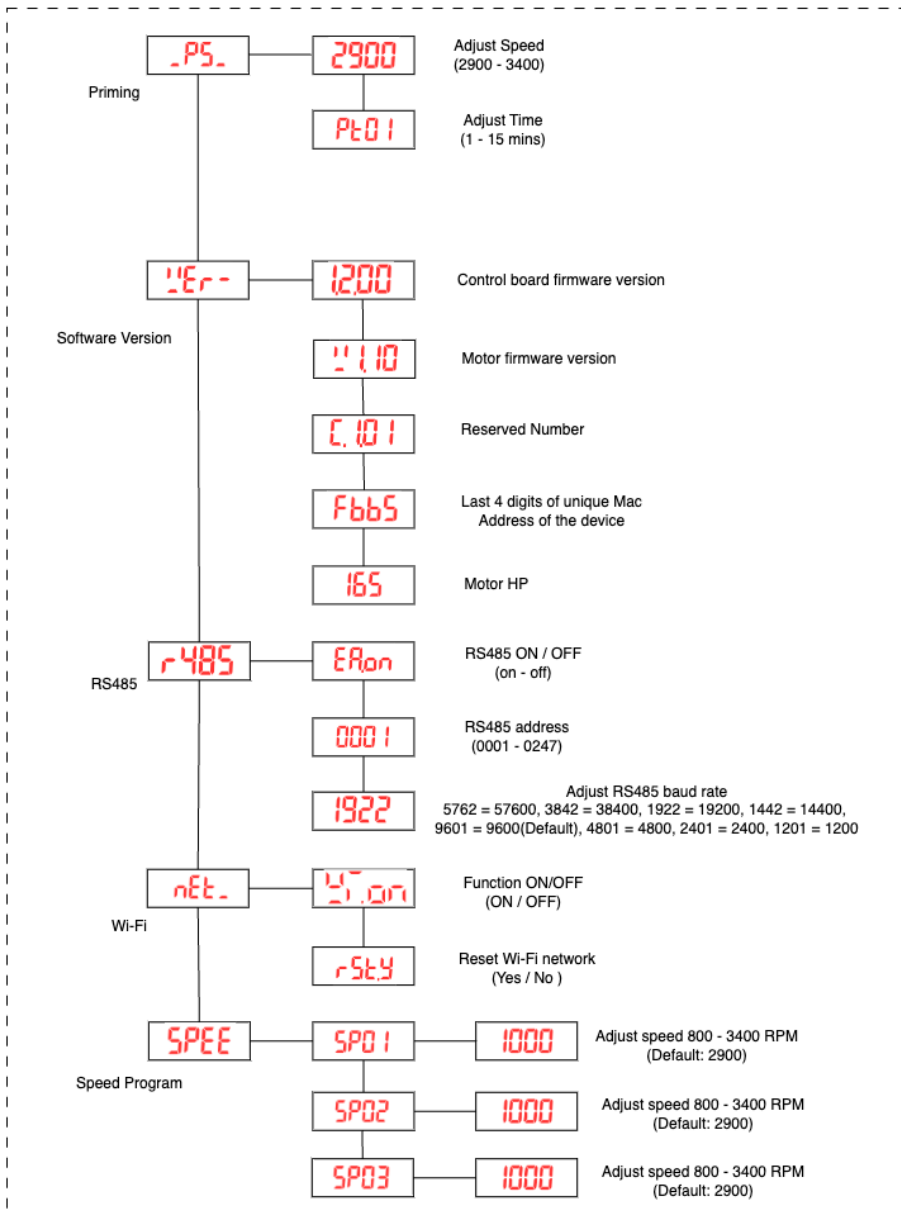 _PS_
2900
Adjust Speed
(2900 - 3400)
Priming
Pt01
Adjust Time
(1 - 15 mins)
1.2.00
Control board firmware version
Software Version
Motor firmware version
C. 1.01
Reserved Number
Fbb5
Last 4 digits of unique Mac
Address of the device
165
Motor HP
r485
EA.on
RS485 ON / OFF
(on - off)
RS485
0001
RS485 address
(0001 - 0247)
1922
Adjust RS485 baud rate
5762 = 57600, 3842 = 38400, 1922 = 19200, 1442 = 14400,
9601 = 9600(Default), 4801 = 4800, 2401 = 2400, 1201 = 1200
nEt_
Function ON/OFF
(ON / OFF)
Wi-Fi
rSt.y
Reset Wi-Fi network
(Yes / No )
SPEE
SP01
1000
Adjust speed 800 - 3400 RPM
(Default: 2900)
Speed Program
SP02
1000
Adjust speed 800 - 3400 RPM
(Default: 2900)
SP03
1000
Adjust speed 800 - 3400 RPM
(Default: 2900)